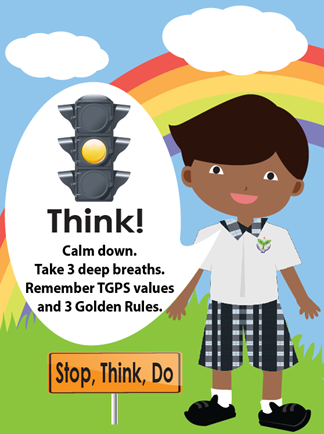 Think!
Calm down.
Take 3 deep breaths.
Remember TGPS values
and 3 Golden Rules.
Stop, Think, Do